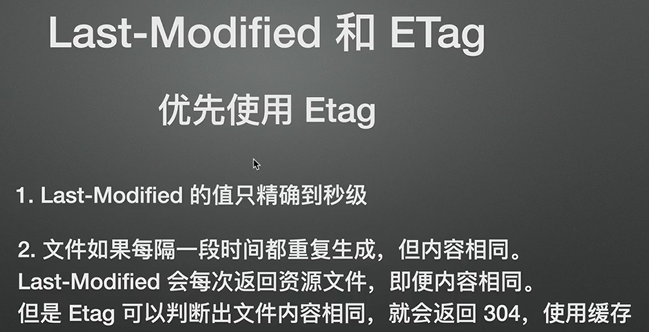 Last-Modified 和 ETag
优先使用 Etag
1. Last-Modified 的值只精确到秒级
2. 文件如果每隔一段时间都重复生成，但内容相同。
Last-Modified 会每次返回资源文件，即便内容相同。
但是 Etag 可以判断出文件内容相同，就会返回 304，使用缓存